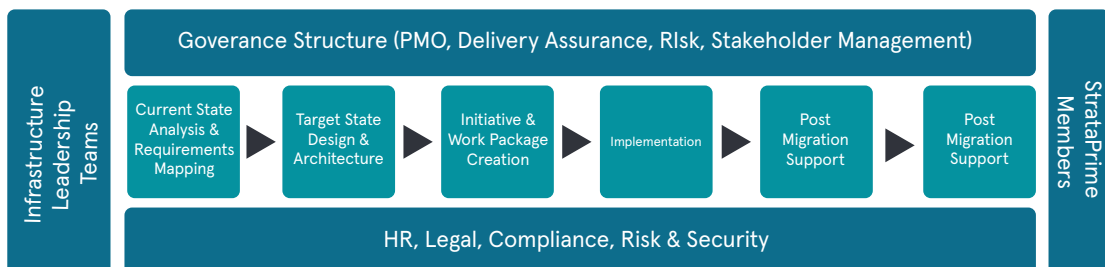 Infrastructure
Leadership
Teams
Goverance Structure (PMO, Delivery Assurance, RIsk, Stakeholder Management)
Current State
Analysis &
Requirements
Mapping
Target State
Design &
Architecture
Initiative &
Work Package
Creation
Implementation
Post
Migration
Support
Post
Migration
Support
HR, Legal, Compliance, Risk & Security
StrataPrime
Members